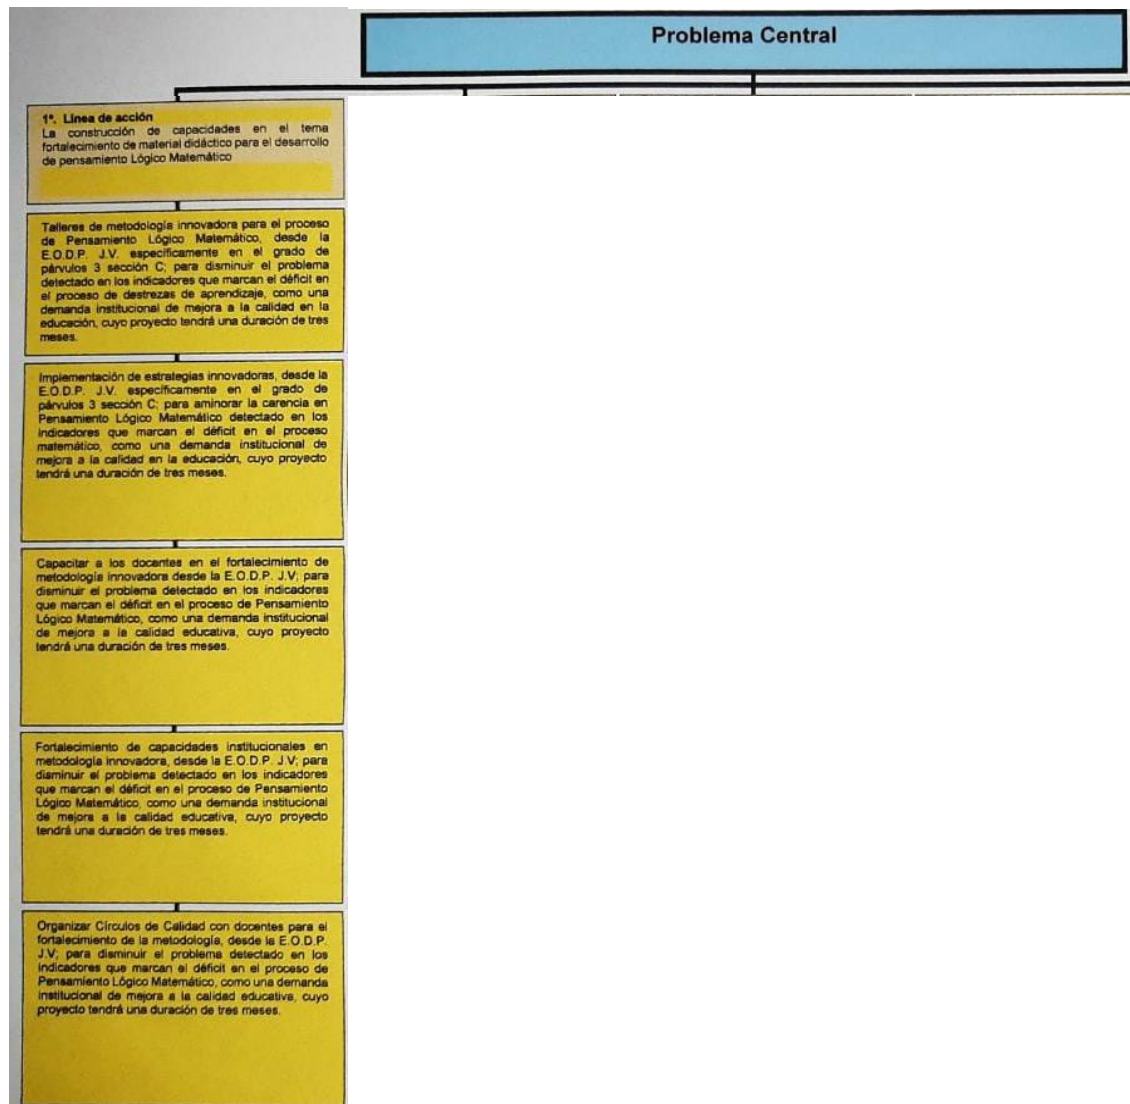 Problema Central
1ª. Línea de acción
La construcción de capacidades en el tema
fortalecimiento de material didáctico para el desarrollo
de pensamiento Lógico Matemático
Talleres de metodología innovadora para el proceso
de Pensamiento Lógico Matemático, desde la
E.O.D.P. J.V. específicamente en el grado de
párvulos 3 sección C; para disminuir el problema
detectado en los indicadores que marcan el déficit en
el proceso de destrezas de aprendizaje, como una
demanda institucional de mejora a la calidad en la
educación, cuyo proyecto tendrá una duración de tres
meses.
Implementación de estrategias innovadoras, desde la
E.O.D.P. J.V. específicamente en el grado de
párvulos 3 sección C; para aminorar la carencia en
Pensamiento Lógico Matemático detectado en los
indicadores que marcan el déficit en el proceso
matemático, como una demanda institucional de
mejora a la calidad en la educación, cuyo proyecto
tendrá una duración de tres meses.
Capacitar a los docentes en el fortalecimiento de
metodología innovadora desde la E.O.D.P. J.V; para
disminuir el problema detectado en los indicadores
que marcan el déficit en el proceso de Pensamiento
Lógico Matemático, como una demanda institucional
de mejora a la calidad educativa, cuyo proyecto
tendrá una duración de tres meses.
Fortalecimiento de capacidades institucionales en
metodología innovadora, desde la E.O.D.P. J.V; para
disminuir el problema detectado en los indicadores
que marcan el déficit en el proceso de Pensamiento
Lógico Matemático, como una demanda institucional
de mejora a la calidad educativa, cuyo proyecto
tendrá una duración de tres meses.
Organizar Círculos de Calidad con docentes para el
fortalecimiento de la metodología, desde la E.O.D.P.
J.V; para disminuir el problema detectado en los
indicadores que marcan el déficit en el proceso de
Pensamiento Lógico Matemático, como una demanda
institucional de mejora a la calidad educativa, cuyo
proyecto tendrá una duración de tres meses.